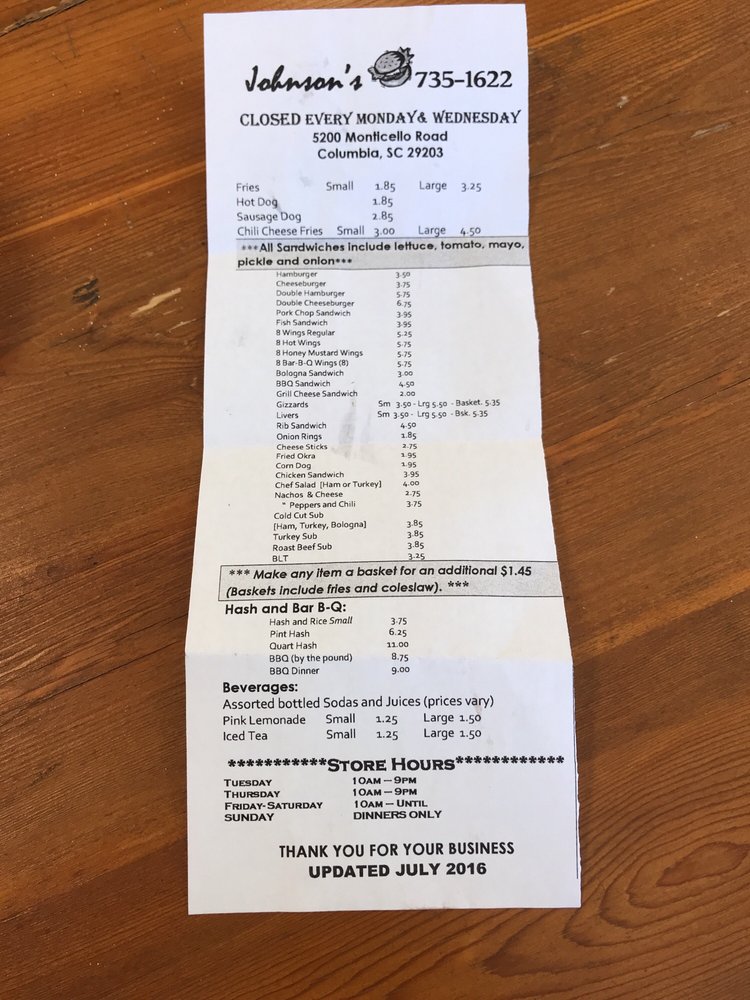 Johnson's 735-1622
CLOSED EVERY MONDAY& WEDNESDAY
5200 Monticello Road
Columbia, SC 29203
Fries Small 1.85 Large 3.25
Hot Dog 1.85
Sausage Dog 2.85
Chili Cheese Fries Small 3.00 Large 4.50
***All Sandwiches include lettuce, tomato, mayo,
pickle and onion***
Hamburger 3.50
Cheeseburger 3.75
Double Hamburger 5.75
Double Cheeseburger 6.75
Pork Chop Sandwich 3.95
Fish Sandwich 3.95
8 Wings Regular 5.25
8 Hot Wings 5.75
8 Honey Mustard Wings 5.75
8 Bar-B-Q Wings (8) 5.75
Bologna Sandwich 3.00
BBQ Sandwich 4.50
Grill Cheese Sandwich 2.00
Gizzards Sm 3.50 - Lrg 5.50 - Basket. 5.35
Livers Sm 3.50 - Lrg 5.50 - Bsk. 5.35
Rib Sandwich 4.50
Onion Rings 1.85
Cheese Sticks 2.75
Fried Okra 1.95
Corn Dog 1.95
Chicken Sandwich 3.95
Chef Salad [Ham or Turkey] 4.00
Nachos & Cheese 2.75
" Peppers and Chili 3.75
Cold Cut Sub
[Ham, Turkey, Bologna] 3.85
Turkey Sub 3.85
Roast Beef Sub 3.85
BLT 3.25
*** Make any item a basket for an additional $1.45
(Baskets include fries and coleslaw). ***
Hash and Bar B-Q:
Hash and Rice Small 3.75
Pint Hash 6.25
Quart Hash 11.00
BBQ (by the pound) 8.75
BBQ Dinner 9.00
Beverages:
Assorted bottled Sodas and Juices (prices vary)
Pink Lemonade Small 1.25 Large 1.50
Iced Tea Small 1.25 Large 1.50
***********STORE HOURS************
TUESDAY 10AM – 9PM
THURSDAY 10AM – 9PM
FRIDAY-SATURDAY 10AM – UNTIL
SUNDAY DINNERS ONLY
THANK YOU FOR YOUR BUSINESS
UPDATED JULY 2016